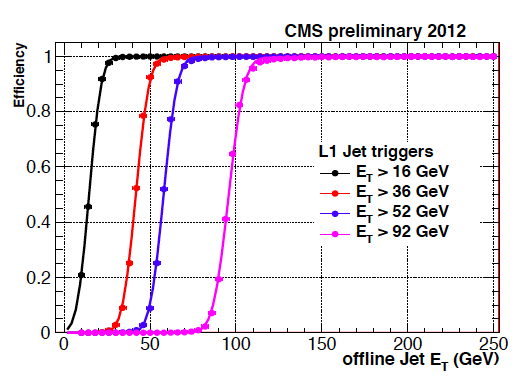 CMS preliminary 2012
Efficiency
1
0.8
0.6
0.4
0.2
0
L1 Jet triggers
E_T > 16 GeV
E_T > 36 GeV
E_T > 52 GeV
E_T > 92 GeV
0 50 100 150 200 250
offline Jet E_T (GeV)